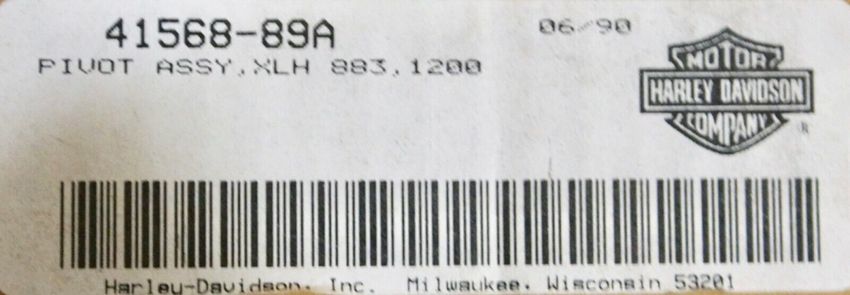 41568-89A
06/90
PIVOT ASSY,XLH 883,1200
MOTOR
HARLEY DAVIDSON
COMPANY
®
Harley-Davidson, Inc. Milwaukee, Wisconsin 53201